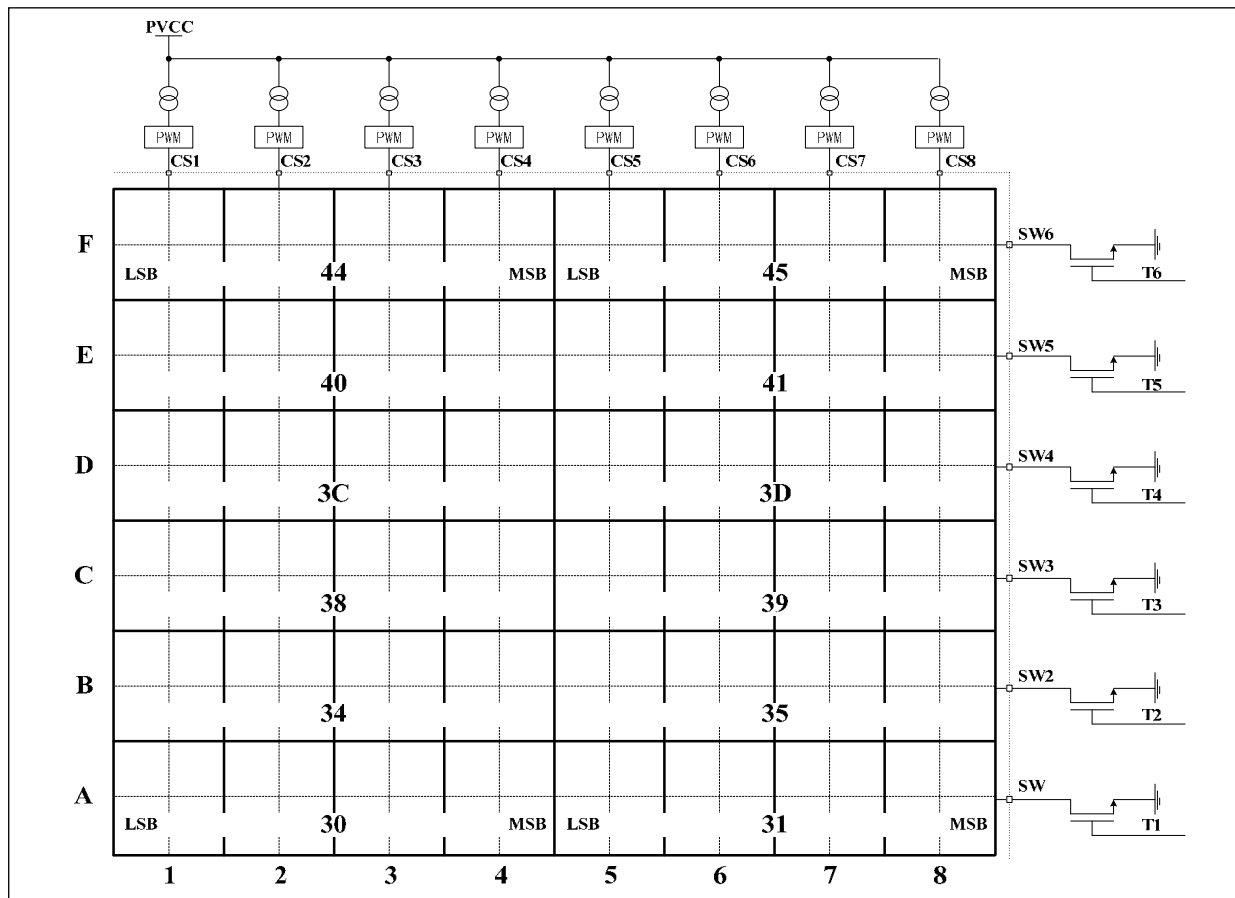 PVCC
PWM PWM PWM PWM PWM PWM PWM PWM
CS1 CS2 CS3 CS4 CS5 CS6 CS7 CS8
F SW6
LSB 44 MSB LSB 45 MSB T6
E SW5
40 41 T5
D SW4
3C 3D T4
C SW3
38 39 T3
B SW2
34 35 T2
A SW
LSB 30 MSB LSB 31 MSB T1
1 2 3 4 5 6 7 8